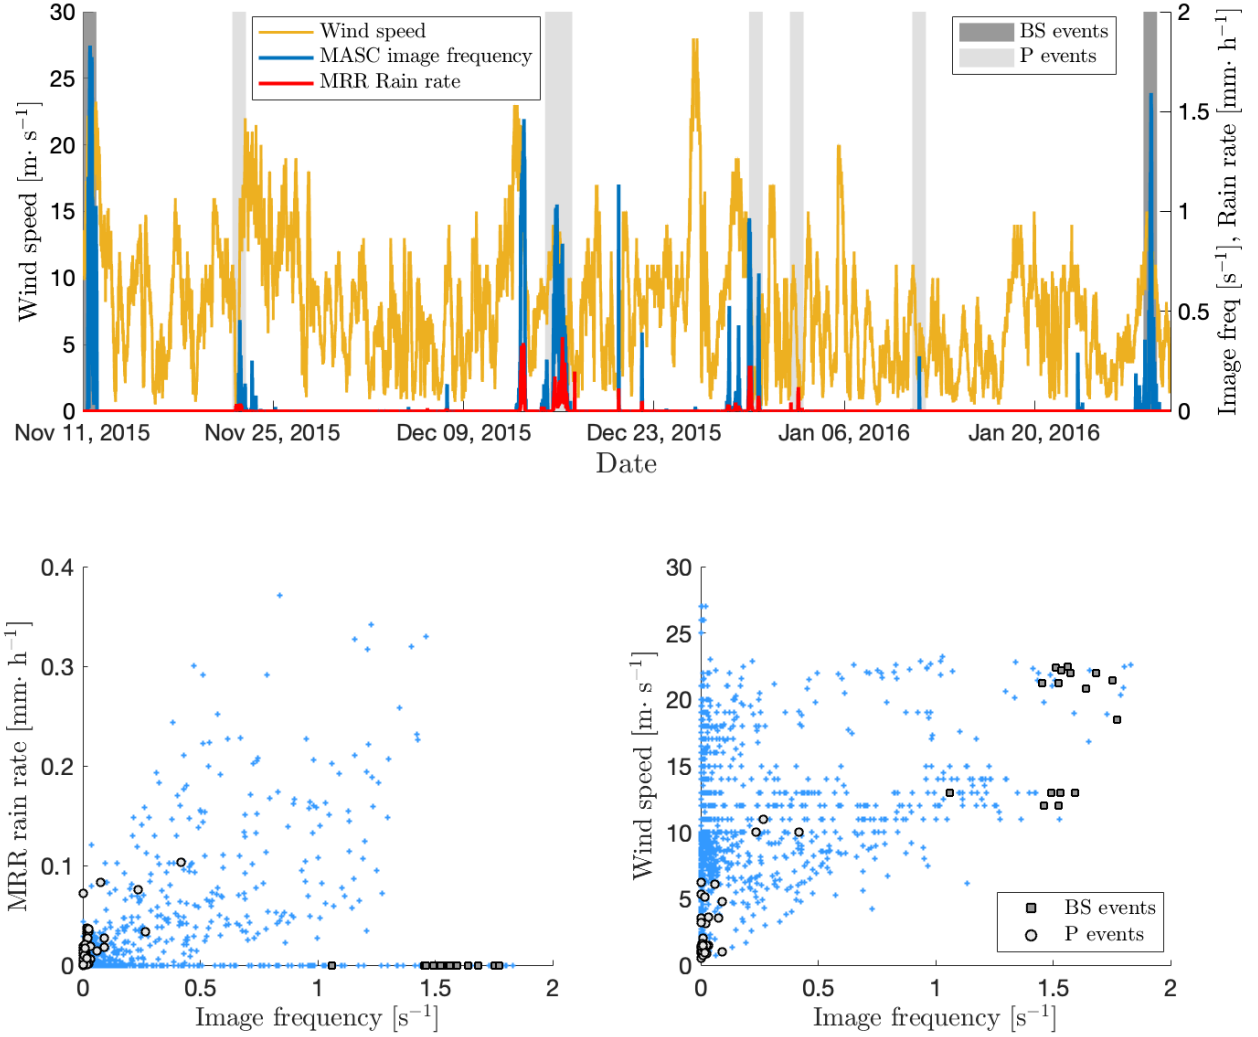 Wind speed
MASC image frequency
MRR Rain rate
BS events
P events
30
25
20
15
10
5
0
Wind speed [m· s⁻¹]
2
1.5
1
0.5
0
Image freq [s⁻¹], Rain rate [mm· h⁻¹]
Nov 11, 2015 Nov 25, 2015 Dec 09, 2015 Dec 23, 2015 Jan 06, 2016 Jan 20, 2016
Date
0.4
0.3
0.2
0.1
0
MRR rain rate [mm· h⁻¹]
0 0.5 1 1.5 2
Image frequency [s⁻¹]
30
25
20
15
10
5
0
Wind speed [m· s⁻¹]
BS events
P events
0 0.5 1 1.5 2
Image frequency [s⁻¹]